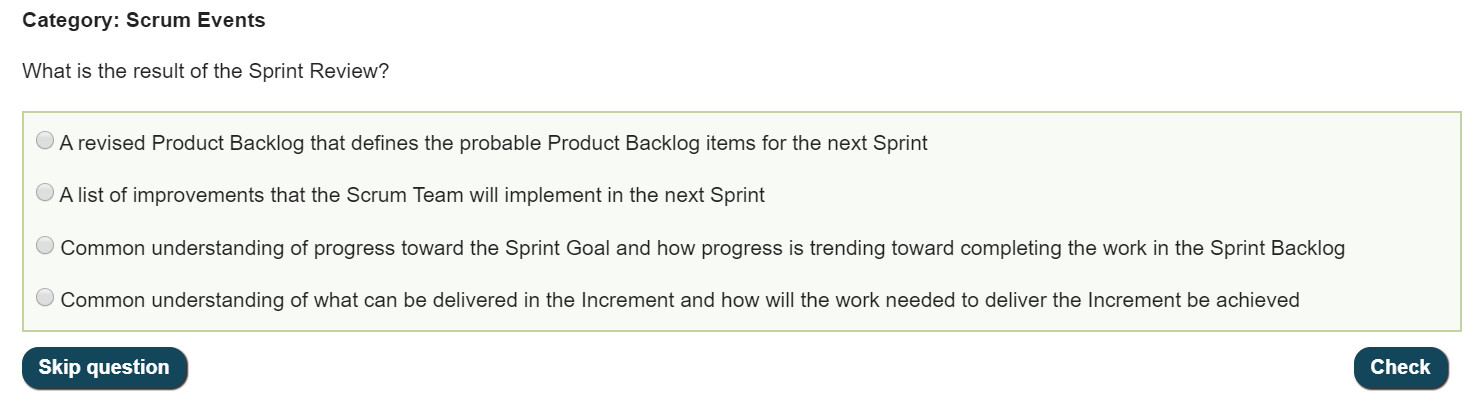 Category: Scrum Events
What is the result of the Sprint Review?
A revised Product Backlog that defines the probable Product Backlog items for the next Sprint
A list of improvements that the Scrum Team will implement in the next Sprint
Common understanding of progress toward the Sprint Goal and how progress is trending toward completing the work in the Sprint Backlog
Common understanding of what can be delivered in the Increment and how will the work needed to deliver the Increment be achieved
Skip question
Check